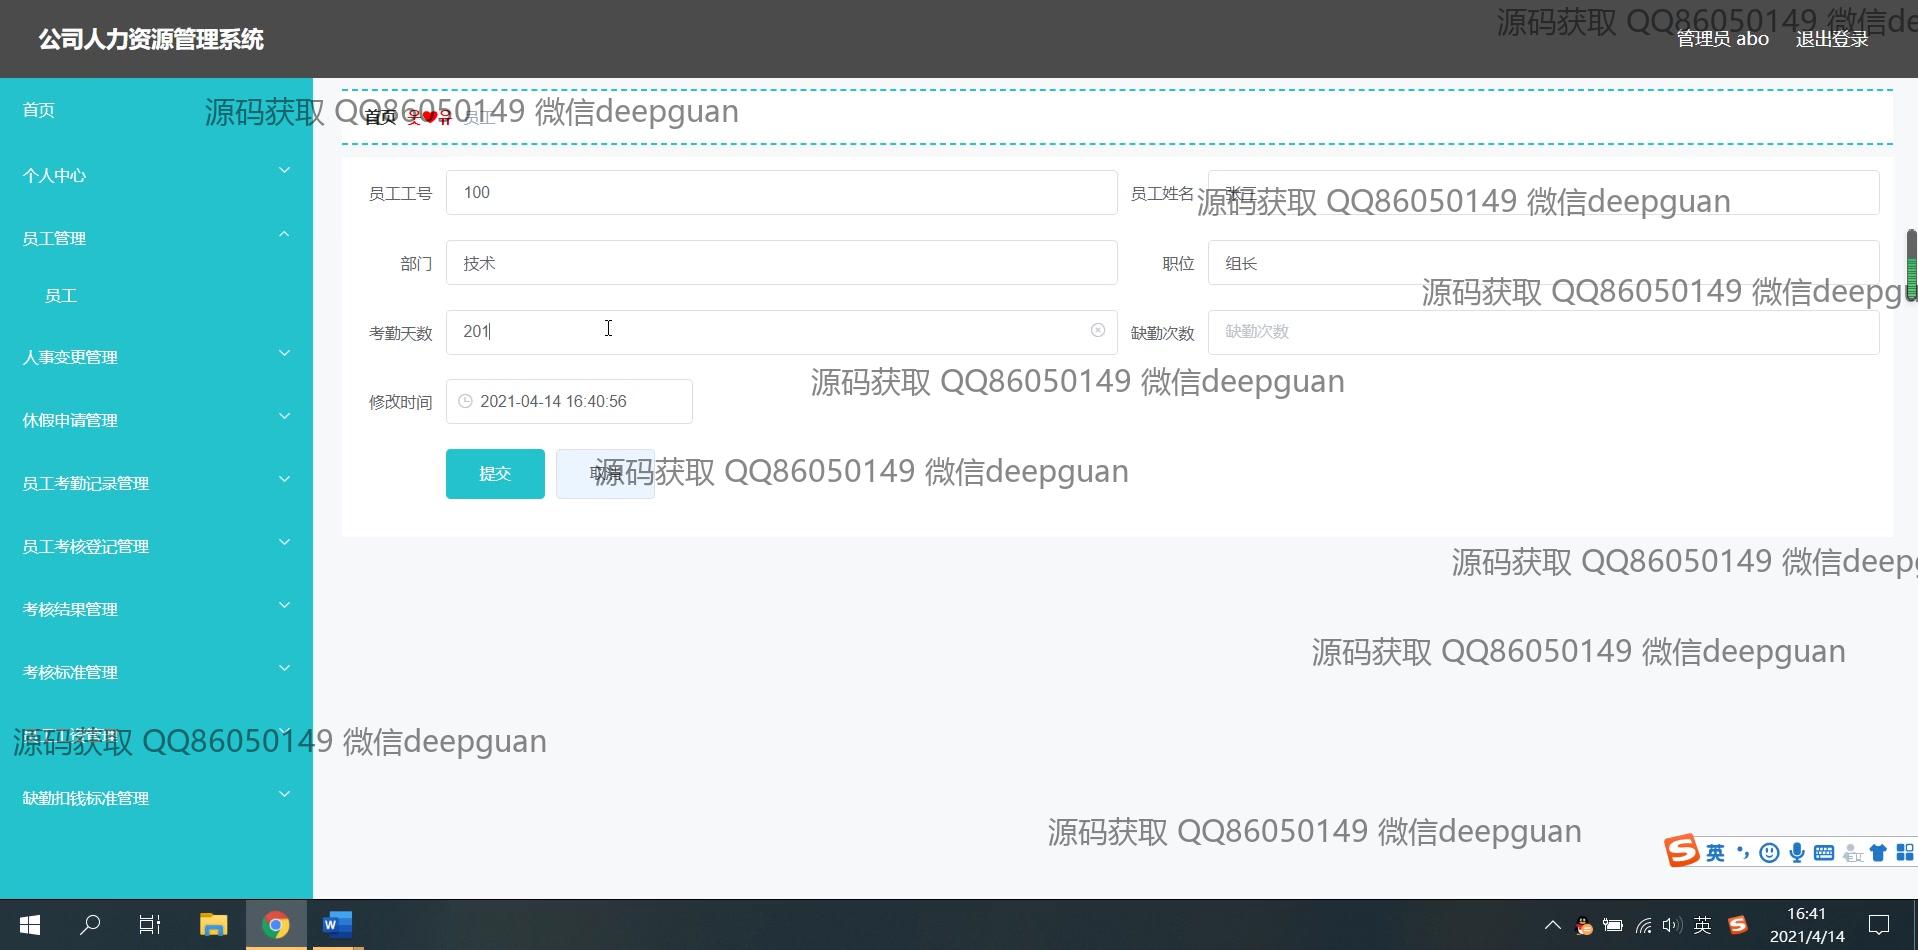 公司人力资源管理系统
源码获取 QQ86050149 微信de
管理员 abo
退出登录
首页
源码获取 QQ86050149 微信deepguan
首页
员工
个人中心
员工管理
员工
人事变更管理
休假申请管理
员工考勤记录管理
员工考核登记管理
考核结果管理
考核标准管理
员工工资管理
缺勤扣钱标准管理
员工工号
100
员工姓名
张三
源码获取 QQ86050149 微信deepguan
部门
技术
职位
组长
源码获取 QQ86050149 微信deepgu
考勤天数
201
缺勤次数
缺勤次数
源码获取 QQ86050149 微信deepguan
修改时间
2021-04-14 16:40:56
提交
取消
源码获取 QQ86050149 微信deepguan
源码获取 QQ86050149 微信deep
源码获取 QQ86050149 微信deepguan
源码获取 QQ86050149 微信deepguan
源码获取 QQ86050149 微信deepguan
英
英
16:41
2021/4/14